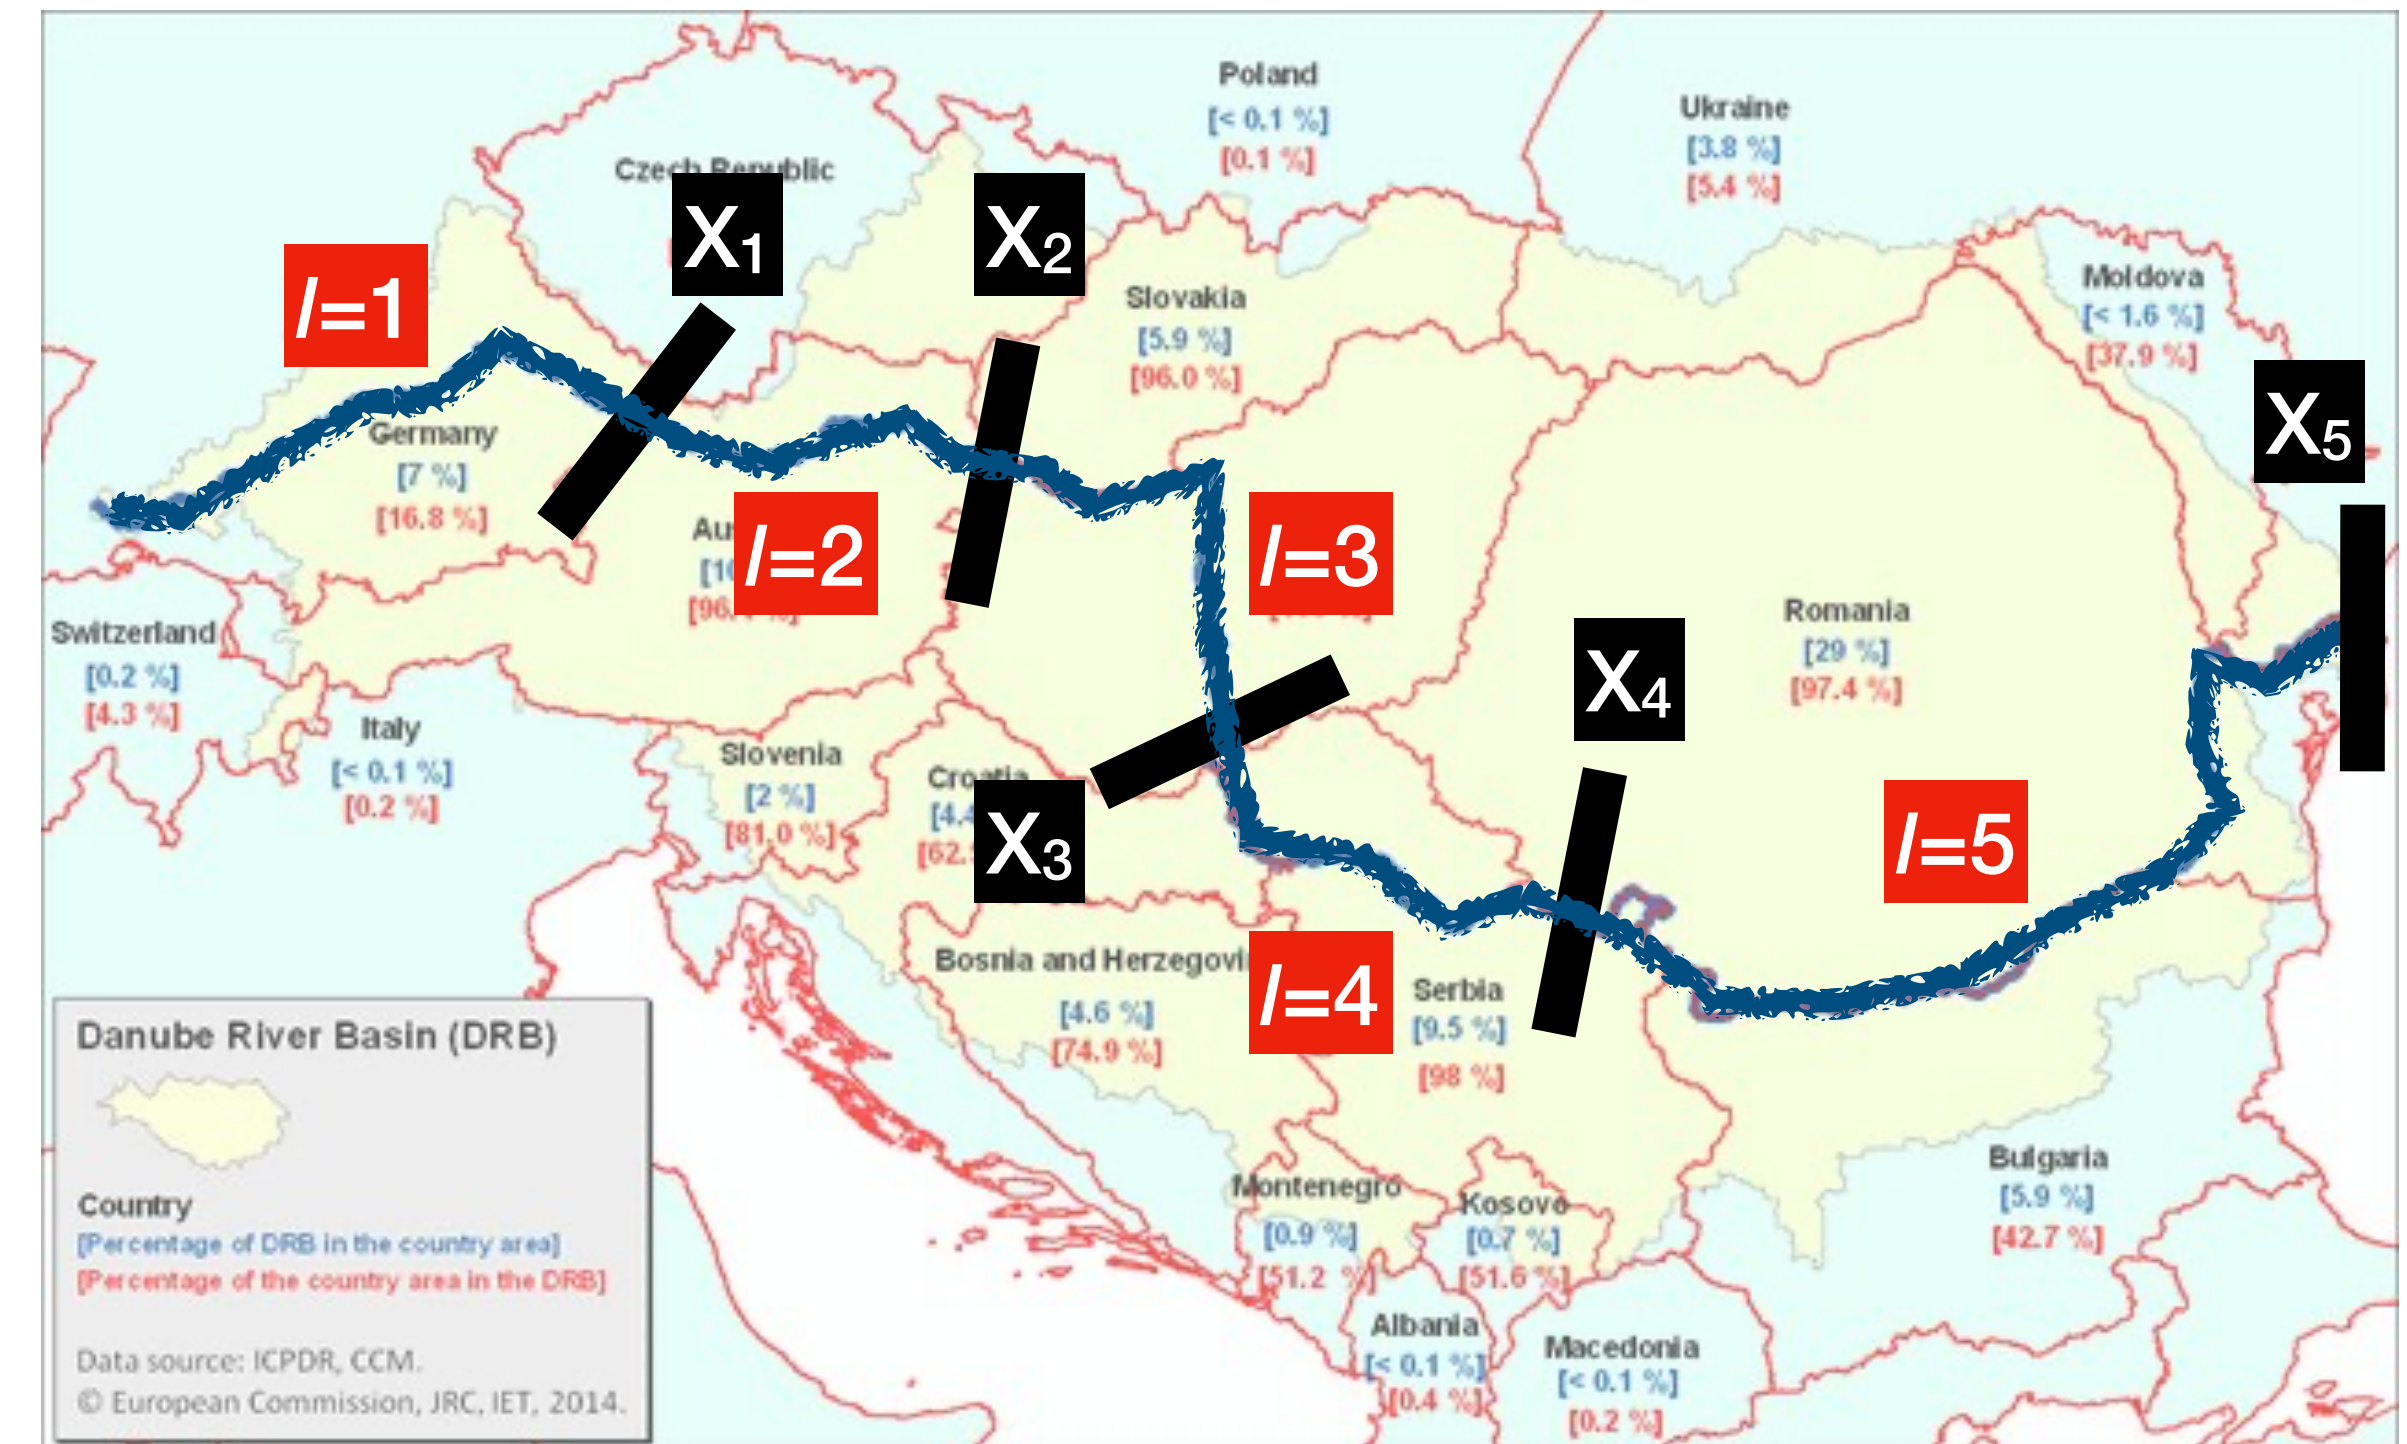 Poland
[< 0.1 %]
[0.1 %]
Ukraine
[3.8 %]
[5.4 %]
Czech Republic
X1
X2
l=1
Slovakia
[5.9 %]
[96.0 %]
Moldova
[< 1.6 %]
[37.9 %]
X5
Germany
[7 %]
[16.8 %]
l=2
l=3
Switzerland
[0.2 %]
[4.3 %]
Romania
[29 %]
[97.4 %]
X4
Italy
[< 0.1 %]
[0.2 %]
Slovenia
[2 %]
[81.0 %]
Croatia
X3
l=5
Bosnia and Herzegovi
[4.6 %]
[74.9 %]
l=4
Serbia
[9.5 %]
[98 %]
Danube River Basin (DRB)
Country
[Percentage of DRB in the country area]
[Percentage of the country area in the DRB]
Data source: ICPDR, CCM.
© European Commission, JRC, IET, 2014.
Montenegro
[0.9 %]
[51.2 %]
Kosovo
[0.7 %]
[51.6 %]
Bulgaria
[5.9 %]
[42.7 %]
Albania
[< 0.1 %]
[0.4 %]
Macedonia
[< 0.1 %]
[0.2 %]